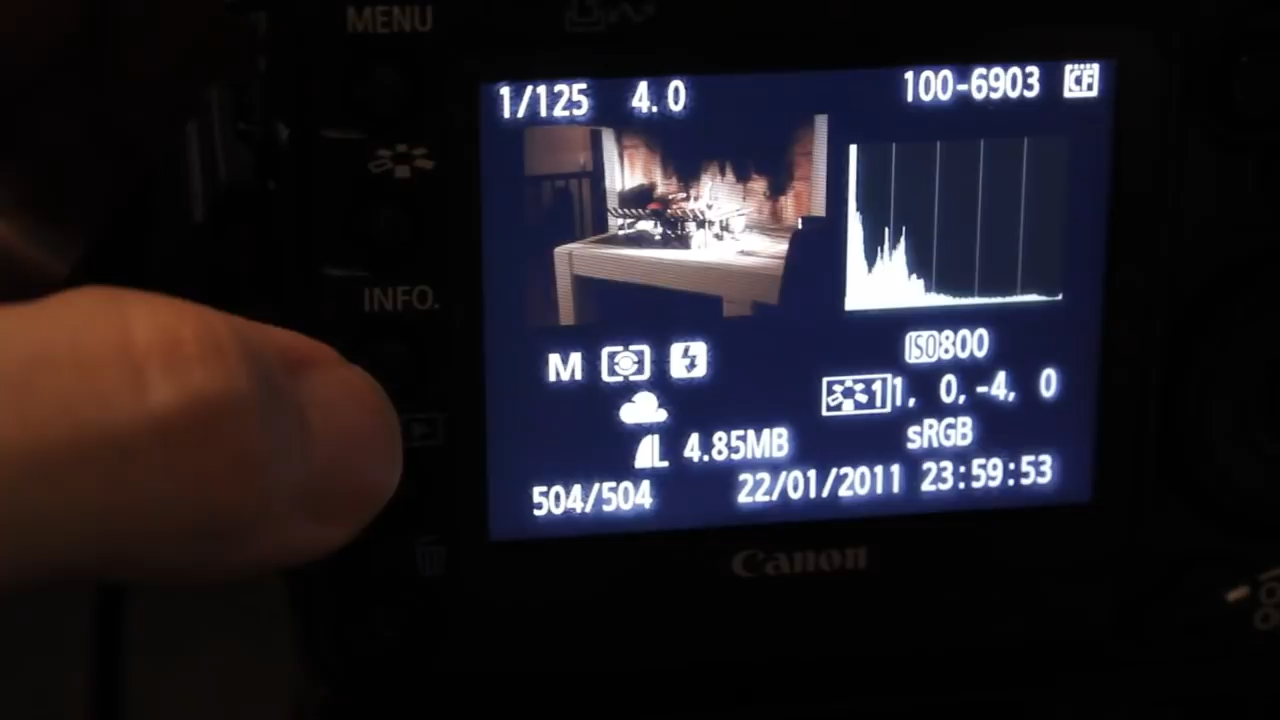 MENU
1/125 4.0 100-6903 CF
INFO.
M
ISO800
1, 0, -4, 0
L 4.85MB sRGB
504/504 22/01/2011 23:59:53
Canon